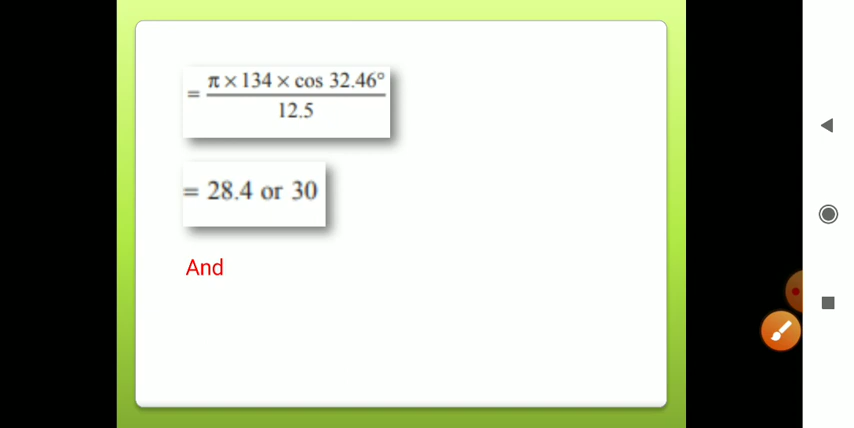 π × 134 × cos 32.46°
=
12.5
= 28.4 or 30
And